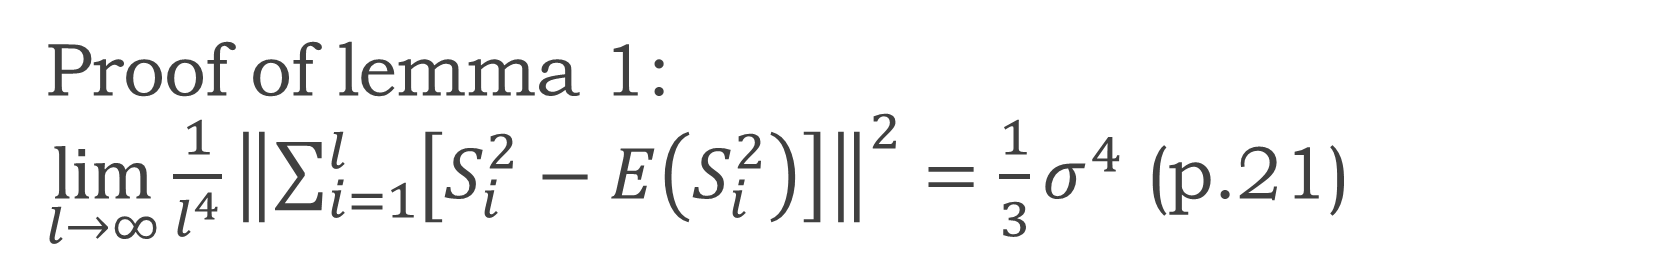 Proof of lemma 1:
lim_{l→∞} 1/l⁴ ‖∑_{i=1}^{l}[S_i² − E(S_i²)]‖² = 1/3 σ⁴ (p.21)